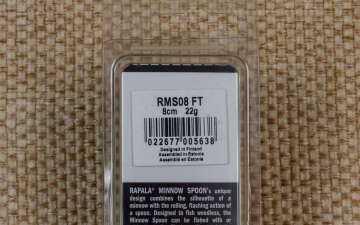 RMS08 FT
8cm 22g
022677 005638
Designed in Finland
Assembled in Estonia
Assemblé en Estonie
RAPALA® MINNOW SPOON's unique
design combines the silhouette of a
minnow with the rolling, flashing action of
a spoon. Designed to fish weedless, the
Minnow Spoon can be fished with or